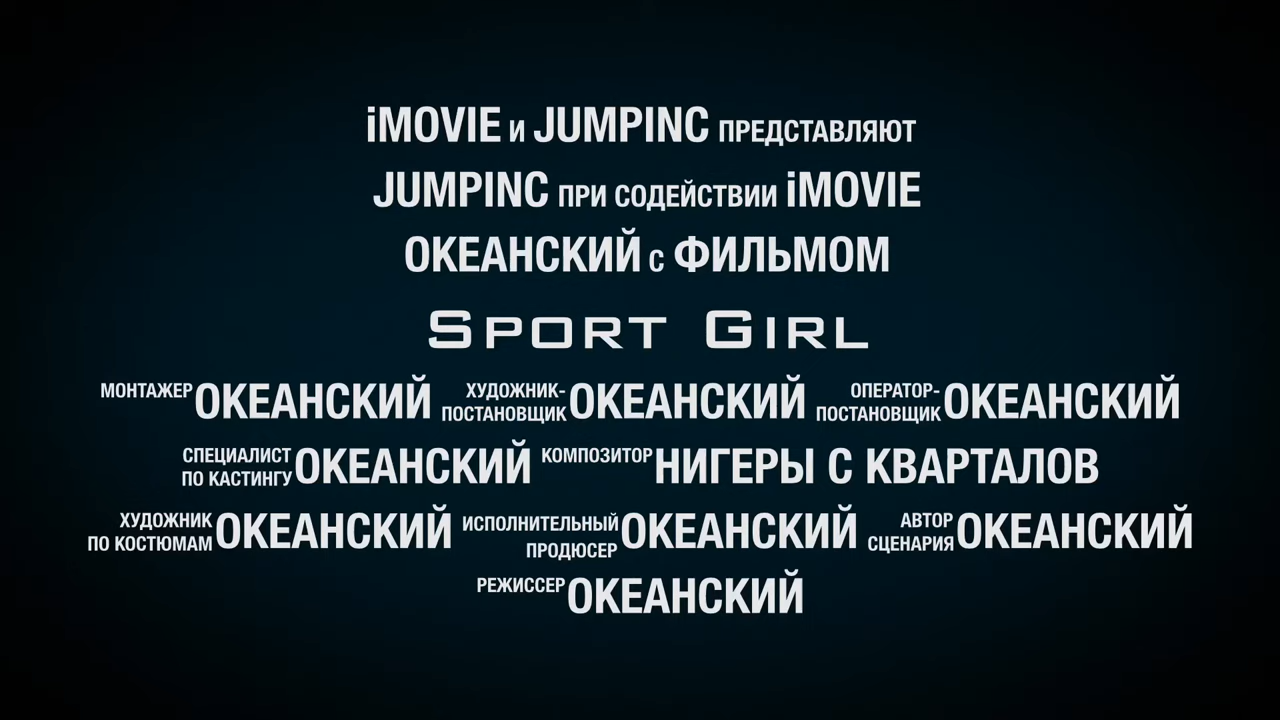 iMOVIE И JUMPINC ПРЕДСТАВЛЯЮТ
JUMPINC ПРИ СОДЕЙСТВИИ iMOVIE
ОКЕАНСКИЙ С ФИЛЬМОМ
SPORT GIRL
МОНТАЖЕР ОКЕАНСКИЙ ХУДОЖНИК-ПОСТАНОВЩИК ОКЕАНСКИЙ ОПЕРАТОР-ПОСТАНОВЩИК ОКЕАНСКИЙ
СПЕЦИАЛИСТ ПО КАСТИНГУ ОКЕАНСКИЙ КОМПОЗИТОР НИГЕРЫ С КВАРТАЛОВ
ХУДОЖНИК ПО КОСТЮМАМ ОКЕАНСКИЙ ИСПОЛНИТЕЛЬНЫЙ ПРОДЮСЕР ОКЕАНСКИЙ АВТОР СЦЕНАРИЯ ОКЕАНСКИЙ
РЕЖИССЕР ОКЕАНСКИЙ